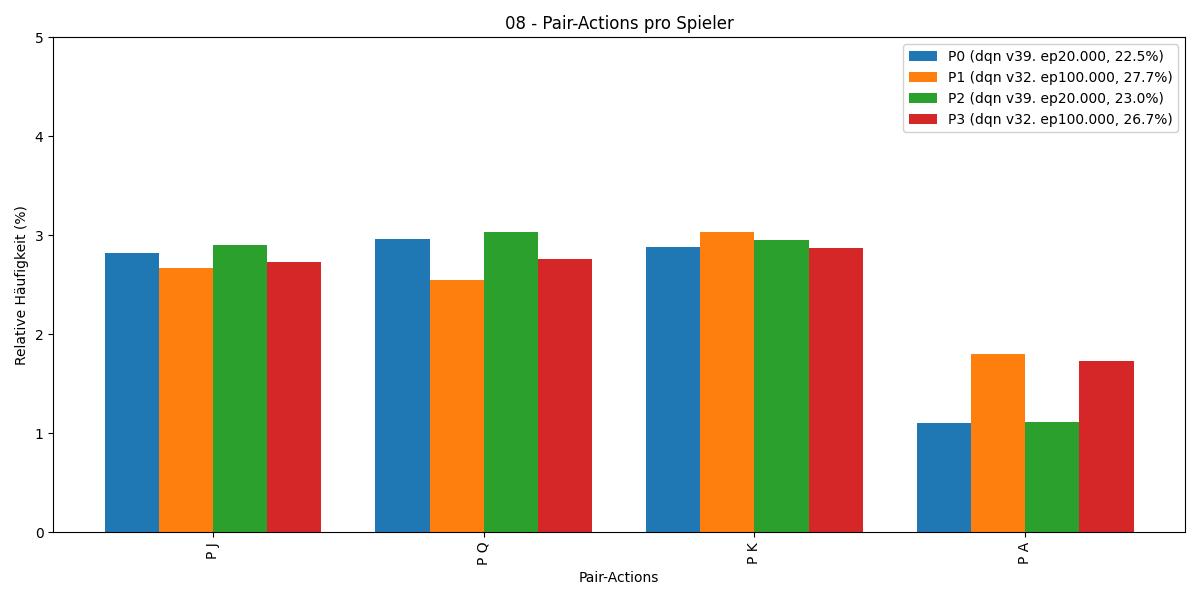 08 - Pair-Actions pro Spieler
P0 (dqn v39. ep20.000, 22.5%)
P1 (dqn v32. ep100.000, 27.7%)
P2 (dqn v39. ep20.000, 23.0%)
P3 (dqn v32. ep100.000, 26.7%)
Relative Häufigkeit (%)
5
4
3
2
1
0
P J
P Q
P K
P A
Pair-Actions